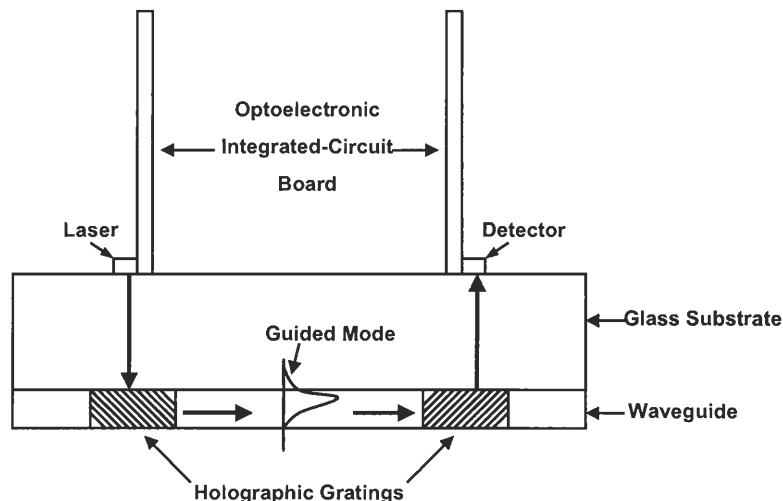 Optoelectronic
Integrated-Circuit
Board
Laser
Detector
Glass Substrate
Guided Mode
Waveguide
Holographic Gratings